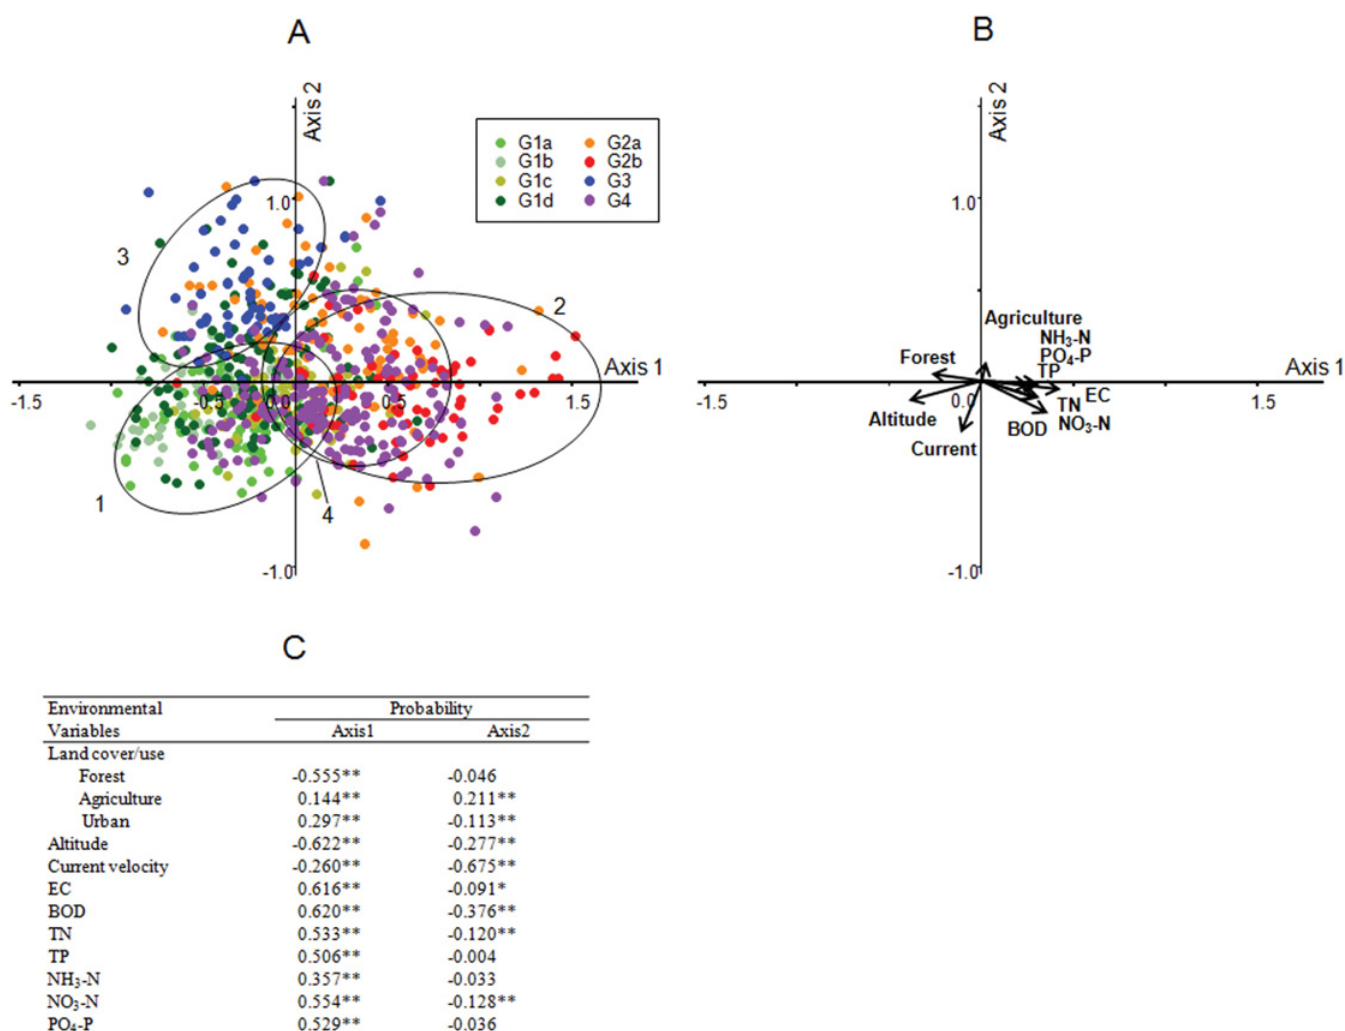 A
Axis 2
G1a G2a
G1b G2b
G1c G3
G1d G4
1.0
3
2
Axis 1
-1.5 -0.5 0.0 0.5 1.5
1
4
-1.0
B
Axis 2
1.0
Agriculture
NH3-N
PO4-P
Forest TP
Axis 1
-1.5 0.0 EC 1.5
Altitude TN
BOD NO3-N
Current
-1.0
C
Environmental Probability
Variables Axis1 Axis2
Land cover/use
Forest -0.555** -0.046
Agriculture 0.144** 0.211**
Urban 0.297** -0.113**
Altitude -0.622** -0.277**
Current velocity -0.260** -0.675**
EC 0.616** -0.091*
BOD 0.620** -0.376**
TN 0.533** -0.120**
TP 0.506** -0.004
NH3-N 0.357** -0.033
NO3-N 0.554** -0.128**
PO4-P 0.529** -0.036